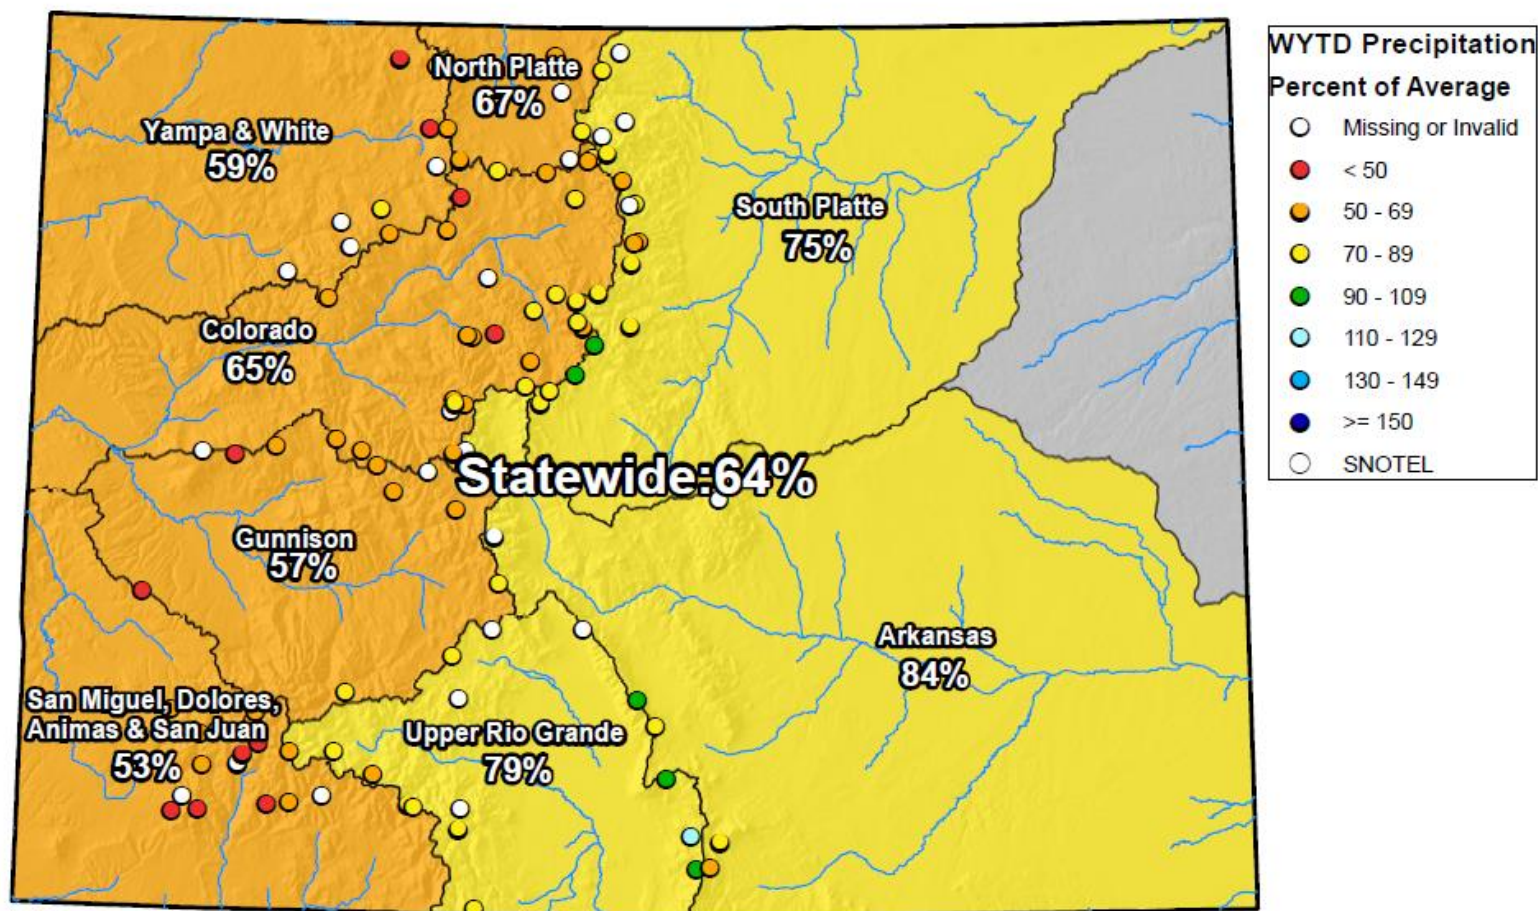 North Platte
67%
Yampa & White
59%
South Platte
75%
Colorado
65%
Statewide:64%
Gunnison
57%
Arkansas
84%
San Miguel, Dolores,
Animas & San Juan
53%
Upper Rio Grande
79%
WYTD Precipitation
Percent of Average
Missing or Invalid
< 50
50 - 69
70 - 89
90 - 109
110 - 129
130 - 149
>= 150
SNOTEL